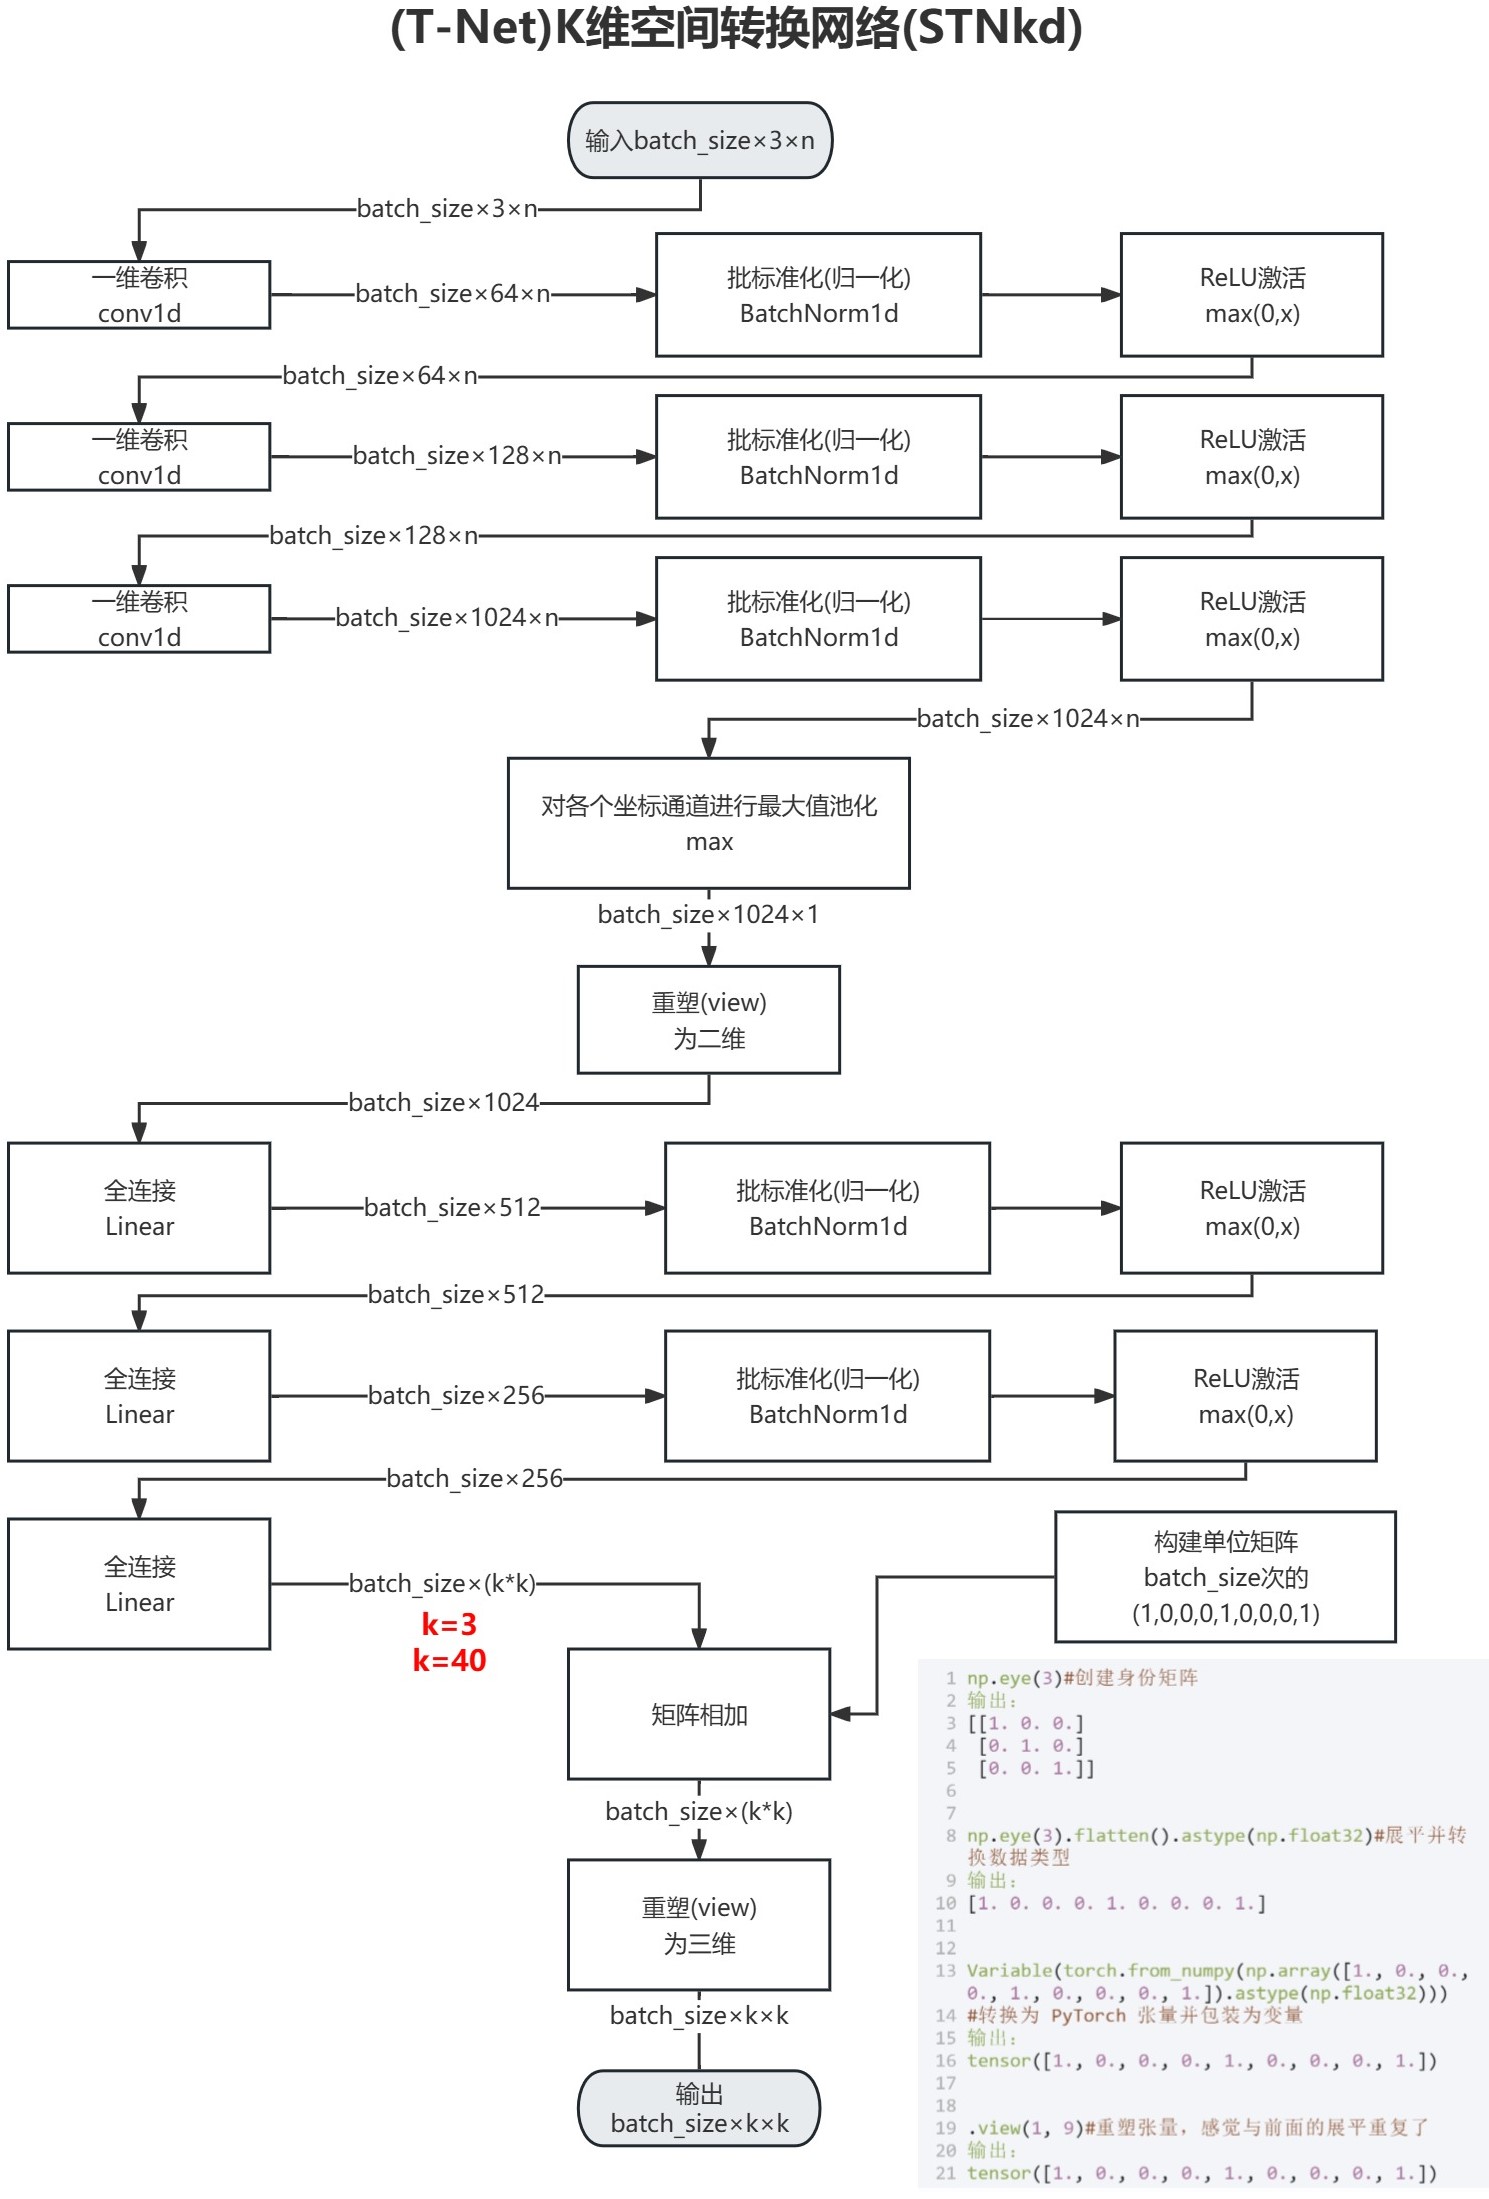 (T-Net)K维空间转换网络(STNkd)
输入batch_size×3×n
batch_size×3×n
一维卷积
conv1d
batch_size×64×n
批标准化(归一化)
BatchNorm1d
ReLU激活
max(0,x)
batch_size×64×n
一维卷积
conv1d
batch_size×128×n
批标准化(归一化)
BatchNorm1d
ReLU激活
max(0,x)
batch_size×128×n
一维卷积
conv1d
batch_size×1024×n
批标准化(归一化)
BatchNorm1d
ReLU激活
max(0,x)
batch_size×1024×n
对各个坐标通道进行最大值池化
max
batch_size×1024×1
重塑(view)
为二维
batch_size×1024
全连接
Linear
batch_size×512
批标准化(归一化)
BatchNorm1d
ReLU激活
max(0,x)
batch_size×512
全连接
Linear
batch_size×256
批标准化(归一化)
BatchNorm1d
ReLU激活
max(0,x)
batch_size×256
全连接
Linear
batch_size×(k*k)
k=3
k=40
构建单位矩阵
batch_size次的
(1,0,0,0,1,0,0,0,1)
矩阵相加
batch_size×(k*k)
重塑(view)
为三维
batch_size×k×k
输出
batch_size×k×k
1 np.eye(3)#创建身份矩阵
2 输出：
3 [[1. 0. 0.]
4 [0. 1. 0.]
5 [0. 0. 1.]]
6
7
8 np.eye(3).flatten().astype(np.float32)#展平并转
换数据类型
9 输出：
10 [1. 0. 0. 0. 1. 0. 0. 0. 1.]
11
12
13 Variable(torch.from_numpy(np.array([1., 0., 0.,
0., 1., 0., 0., 0., 1.]).astype(np.float32)))
14 #转换为 PyTorch 张量并包装为变量
15 输出：
16 tensor([1., 0., 0., 0., 1., 0., 0., 0., 1.])
17
18
19 .view(1, 9)#重塑张量，感觉与前面的展平重复了
20 输出：
21 tensor([1., 0., 0., 0., 1., 0., 0., 0., 1.])